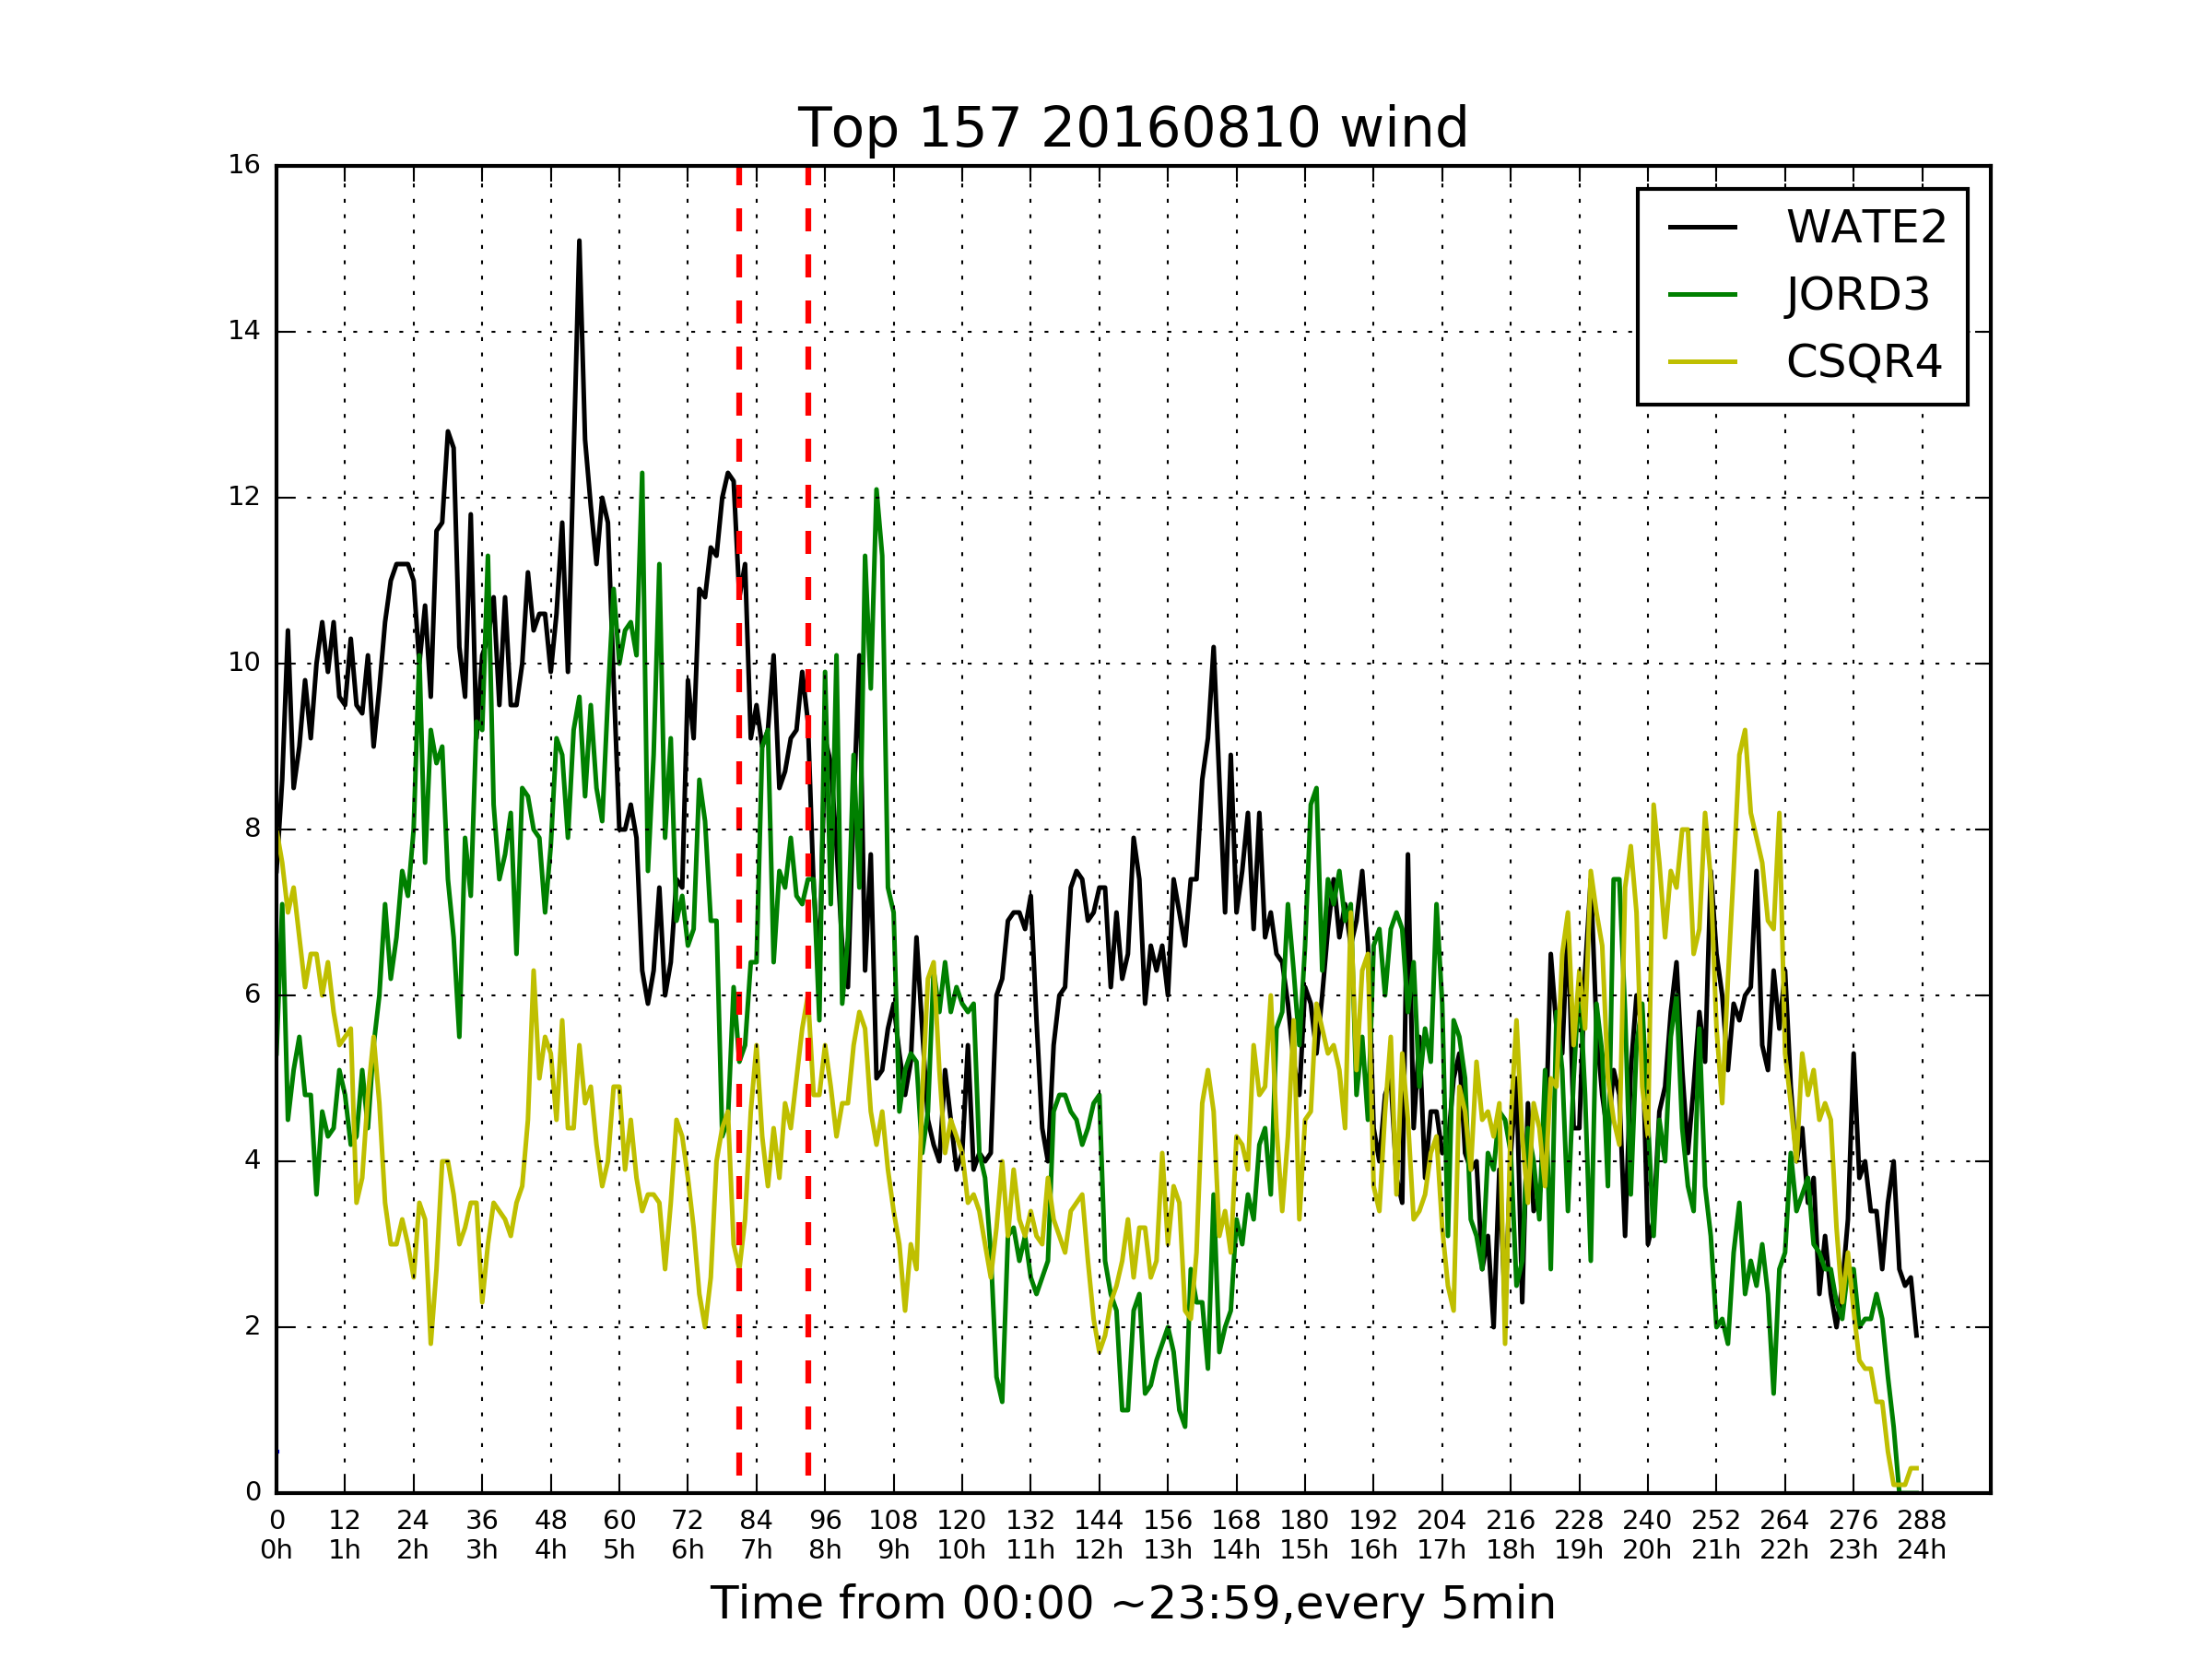 Top 157 20160810 wind
16
14
12
10
8
6
4
2
0
WATE2
JORD3
CSQR4
0 12 24 36 48 60 72 84 96 108 120 132 144 156 168 180 192 204 216 228 240 252 264 276 288
0h 1h 2h 3h 4h 5h 6h 7h 8h 9h 10h 11h 12h 13h 14h 15h 16h 17h 18h 19h 20h 21h 22h 23h 24h
Time from 00:00 ~23:59,every 5min